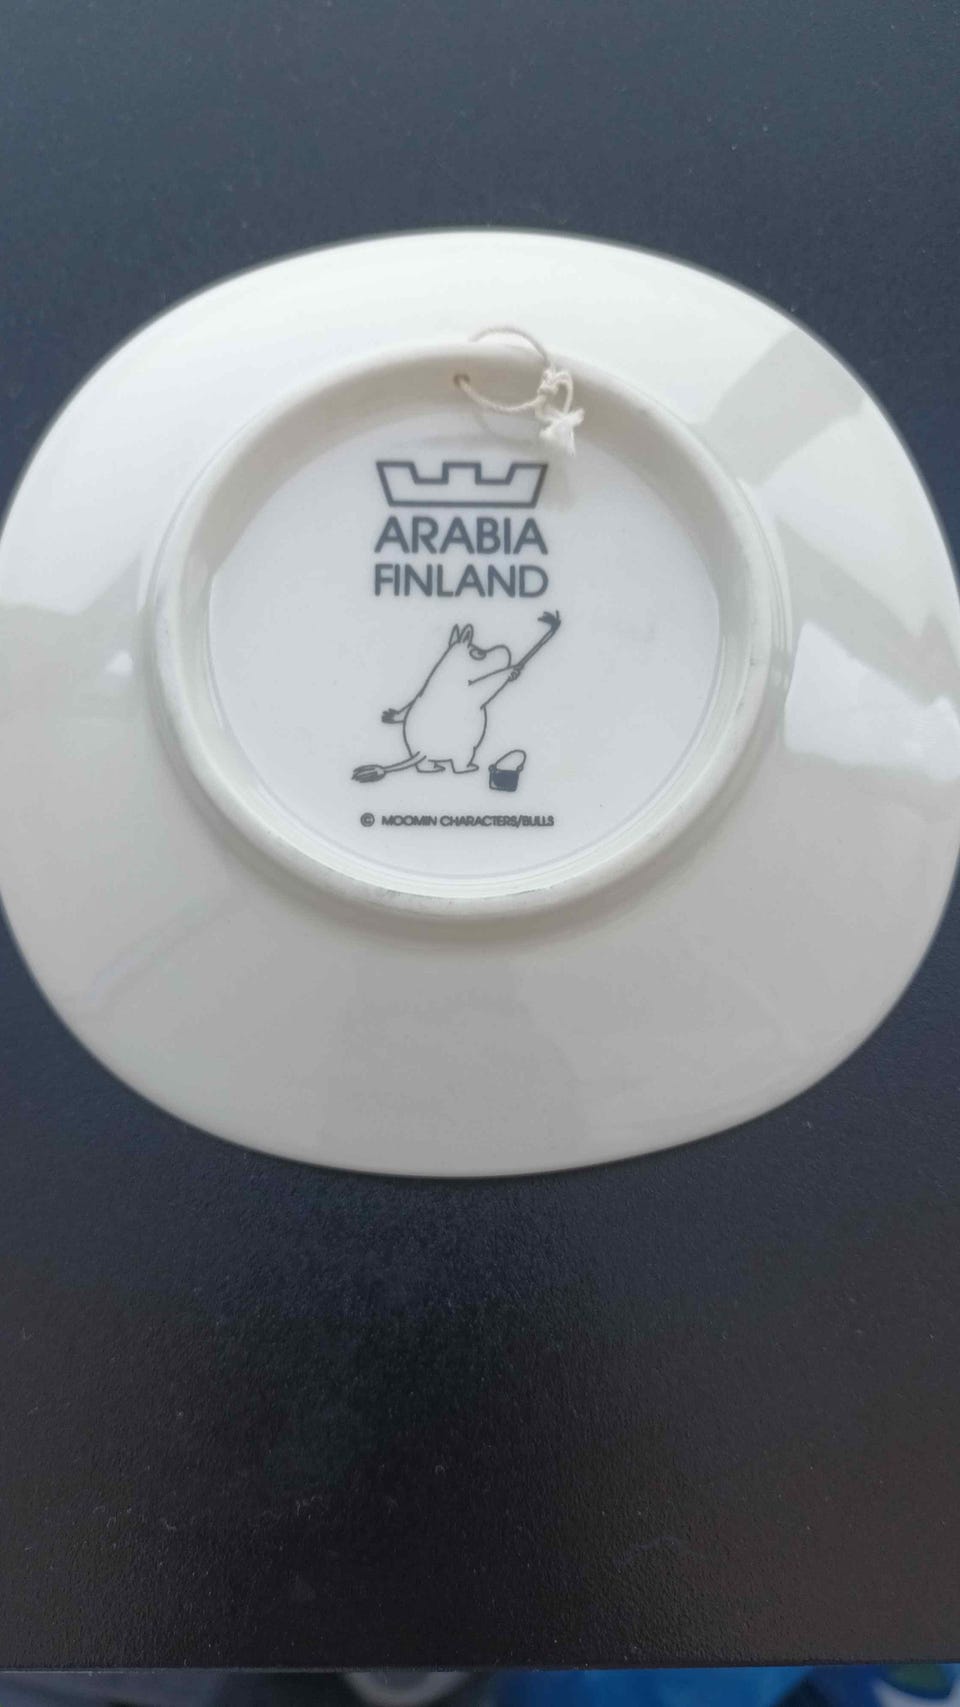 ARABIA
FINLAND
© MOOMIN CHARACTERS/BULLS